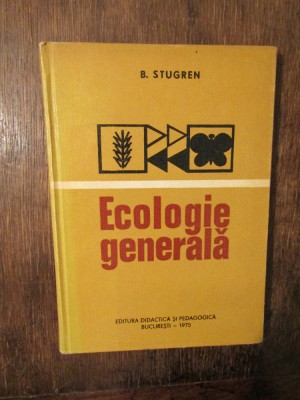 B. STUGREN
Ecologie
generală
EDITURA DIDACTICĂ ȘI PEDAGOGICĂ
BUCUREȘTI – 1975